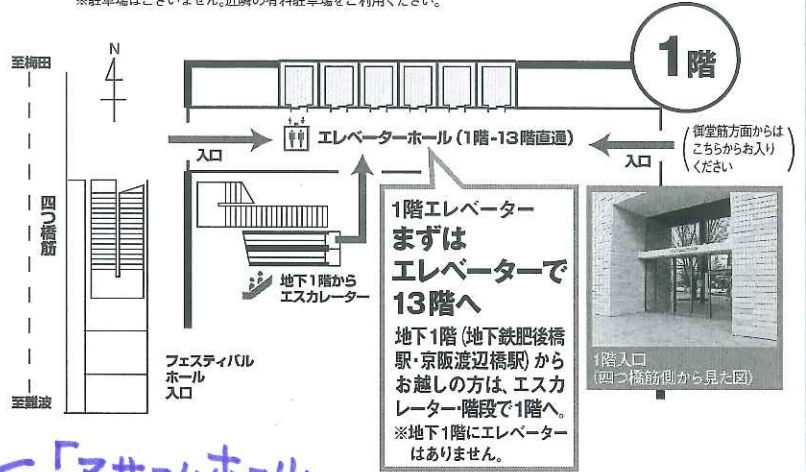 ※駐車場はございません。近隣の有料駐車場をご利用ください。
1階
至梅田
N
四つ橋筋
至難波
入口
エレベーターホール（1階-13階直通）
入口
(御堂筋方面からは
こちらからお入り
ください)
地下1階から
エスカレーター
フェスティバル
ホール
入口
1階エレベーター
まずは
エレベーターで
13階へ
地下1階（地下鉄肥後橋
駅・京阪渡辺橋駅）から
お越しの方は、エスカ
レーター・階段で1階へ。
※地下1階にエレベーター
はありません。
1階入口
(四つ橋筋側から見た図)
「アサコムホール